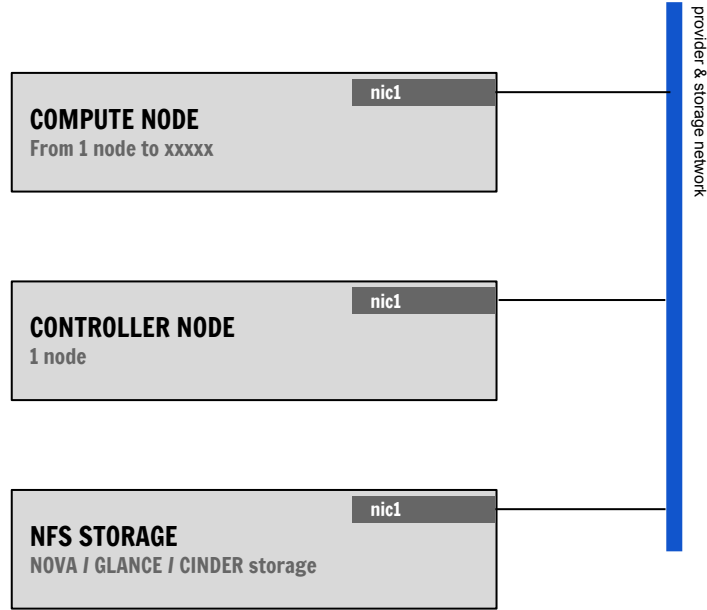 provider & storage network
nic1
COMPUTE NODE
From 1 node to xxxxx
nic1
CONTROLLER NODE
1 node
nic1
NFS STORAGE
NOVA / GLANCE / CINDER storage